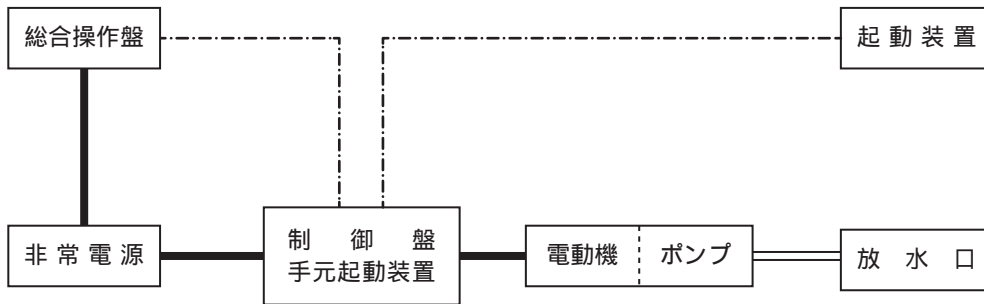 総合操作盤
起動装置
非常電源
制御盤
手元起動装置
電動機
ポンプ
放水口